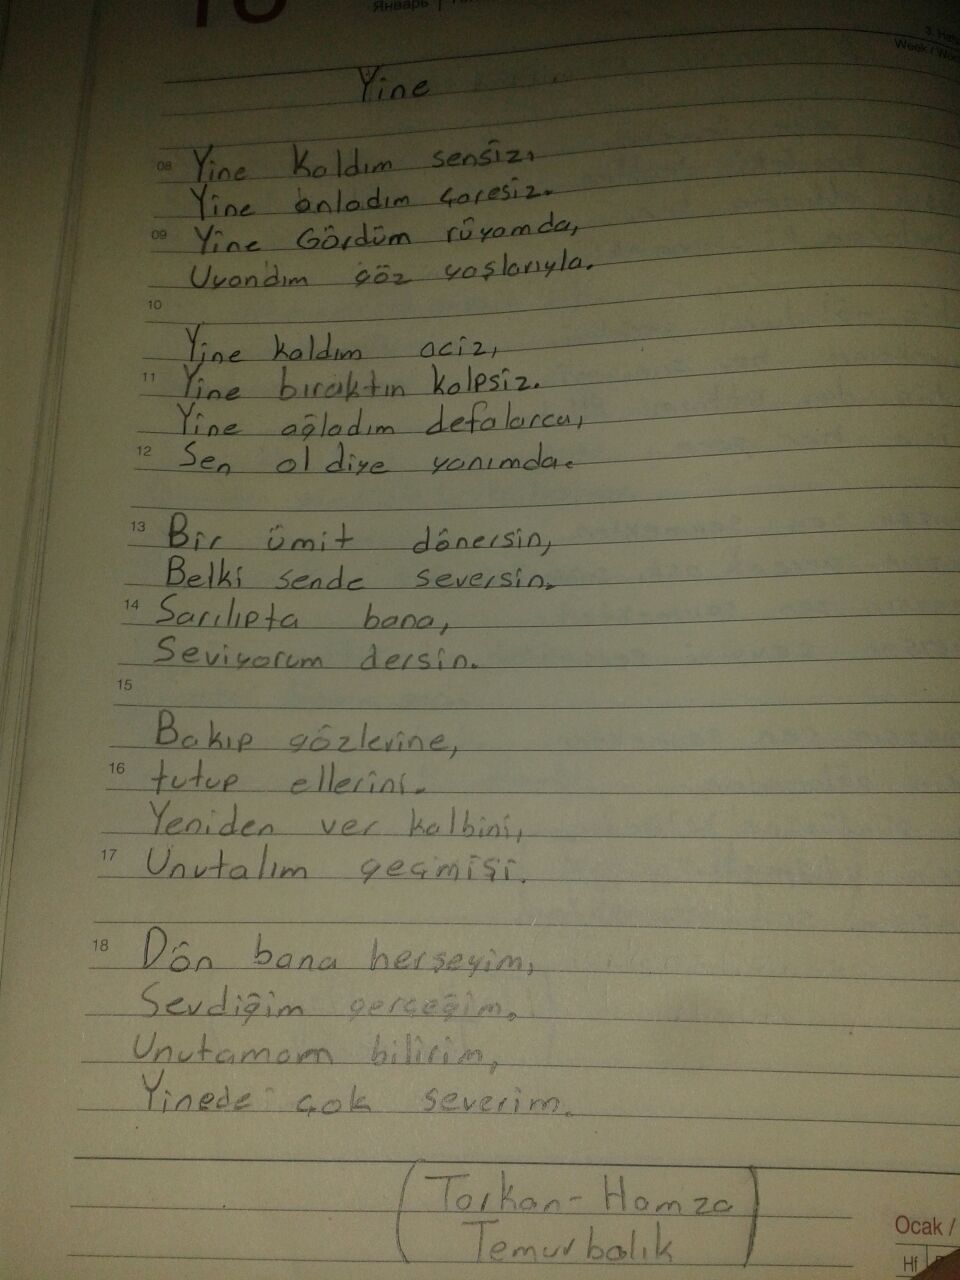 Январь
Week
Yine
08 Yine kaldım sensiz,
Yine anladım çaresiz.
09 Yine Gördüm rüyamda,
Uyandım göz yaşlarıyla.
10
Yine kaldım aciz,
11 Yine bıraktın kalpsiz.
Yine ağladım defalarca,
12 Sen ol diye yanımda.
13 Bir ümit dönersin,
Belki sende seversin.
14 Sarılıpta bana,
Seviyorum dersin.
15
Bakıp gözlerine,
16 tutup ellerini.
Yeniden ver kalbini,
17 Unutalım geçmişi.
18 Dön bana herşeyim,
Sevdiğim gerçeğim.
Unutamam bilirim,
Yinede çok severim.
(Tarkan-Hamza
Temurbalık)
Ocak /
Hf